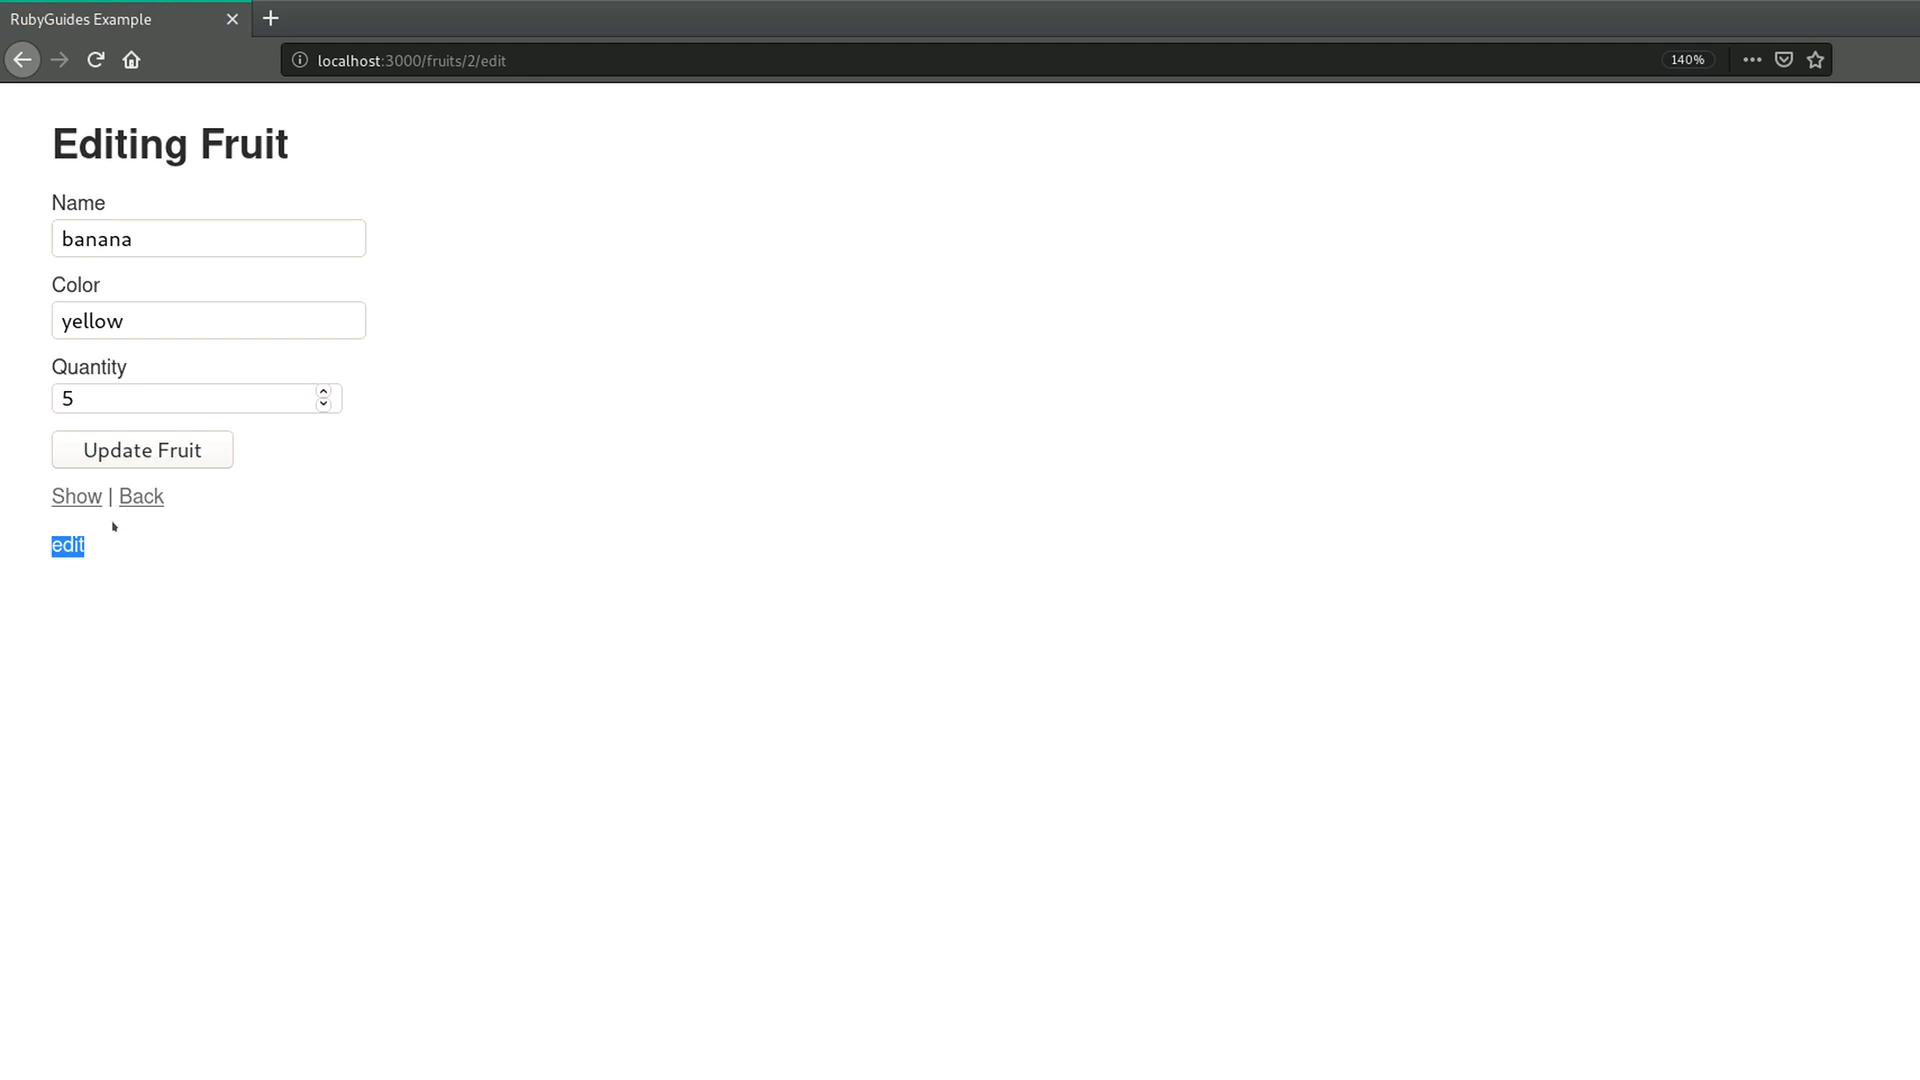 RubyGuides Example
localhost:3000/fruits/2/edit
140%
Editing Fruit
Name
banana
Color
yellow
Quantity
5
Update Fruit
Show | Back
edit